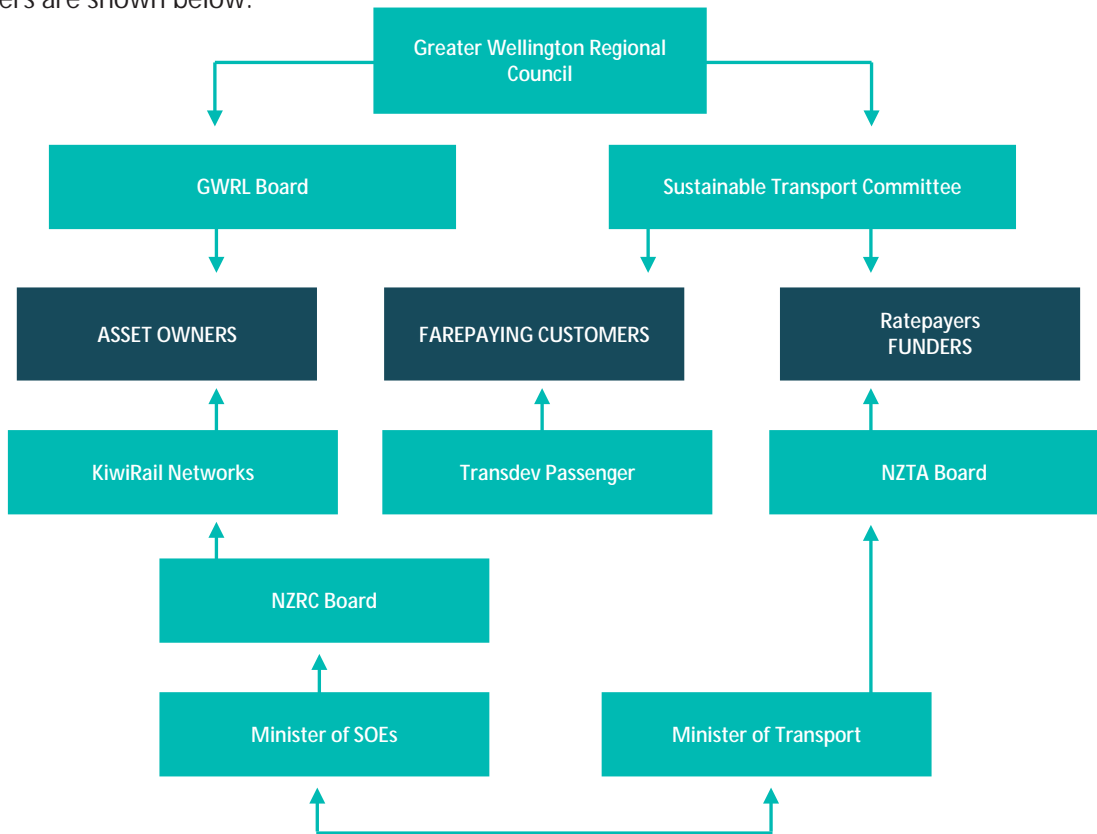 are shown below.
Greater Wellington Regional
Council
GWRL Board
Sustainable Transport Committee
ASSET OWNERS
FAREPAYING CUSTOMERS
Ratepayers
FUNDERS
KiwiRail Networks
Transdev Passenger
NZTA Board
NZRC Board
Minister of SOEs
Minister of Transport